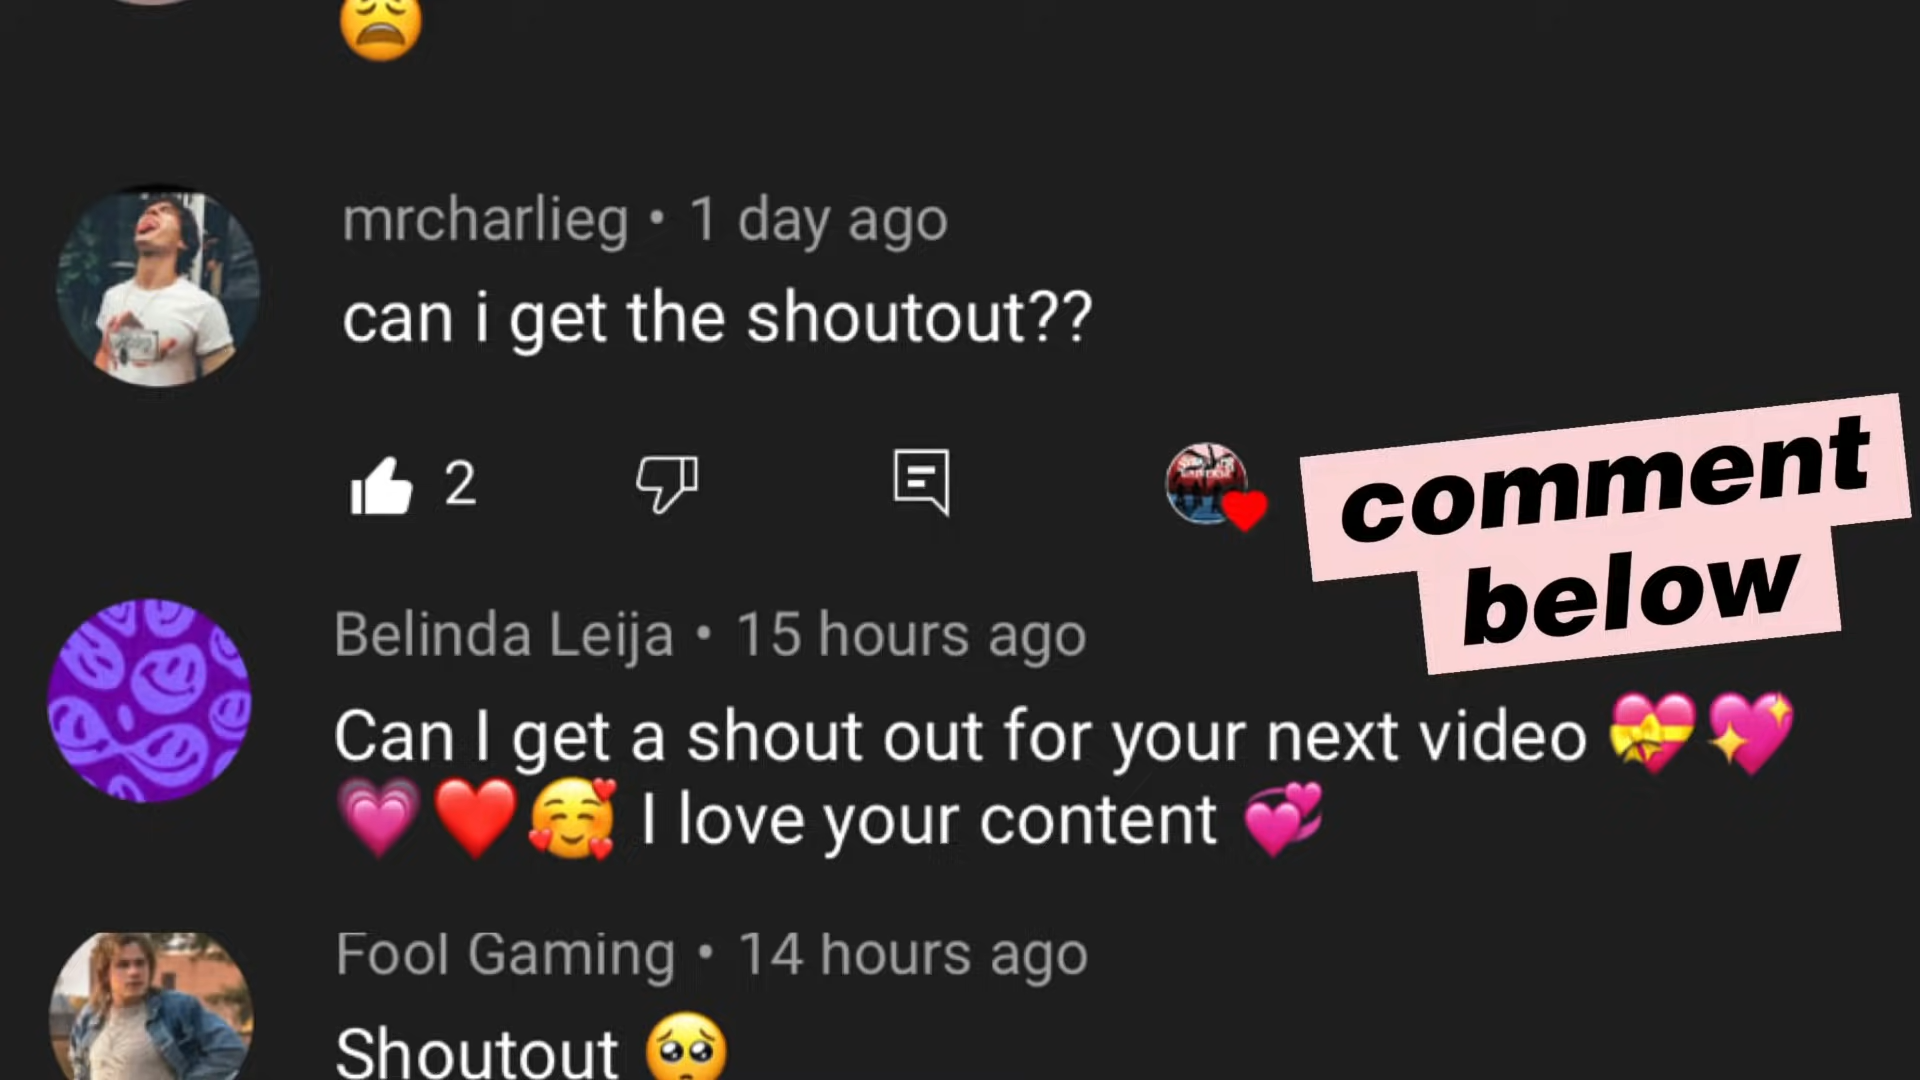 😩
mrcharlieg • 1 day ago
can i get the shoutout??
2
comment
below
Belinda Leija • 15 hours ago
Can I get a shout out for your next video 💝💖
💗❤️🥰 I love your content 💞
Fool Gaming • 14 hours ago
Shoutout 🥺